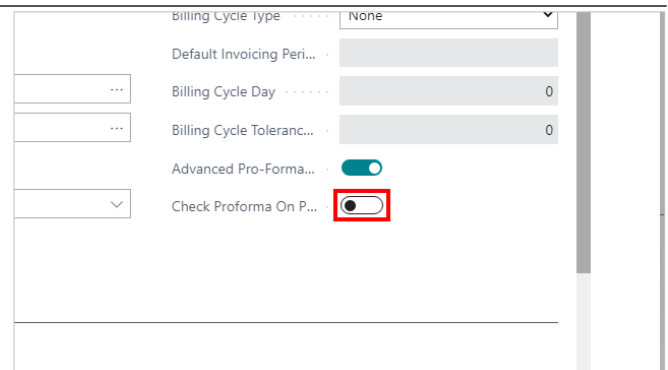 Billing Cycle Type None
Default Invoicing Peri...
Billing Cycle Day 0
Billing Cycle Toleranc... 0
Advanced Pro-Forma...
Check Proforma On P...